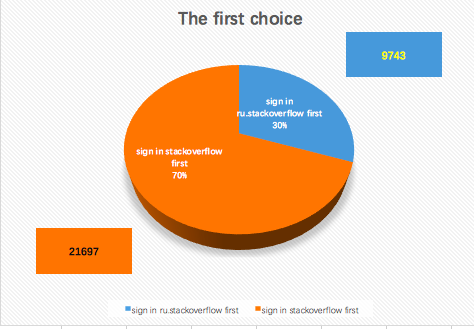 The first choice
9743
sign in
ru.stackoverflow first
30%
sign in stackoverflow
first
70%
21697
sign in ru.stackoverflow first
sign in stackoverflow first